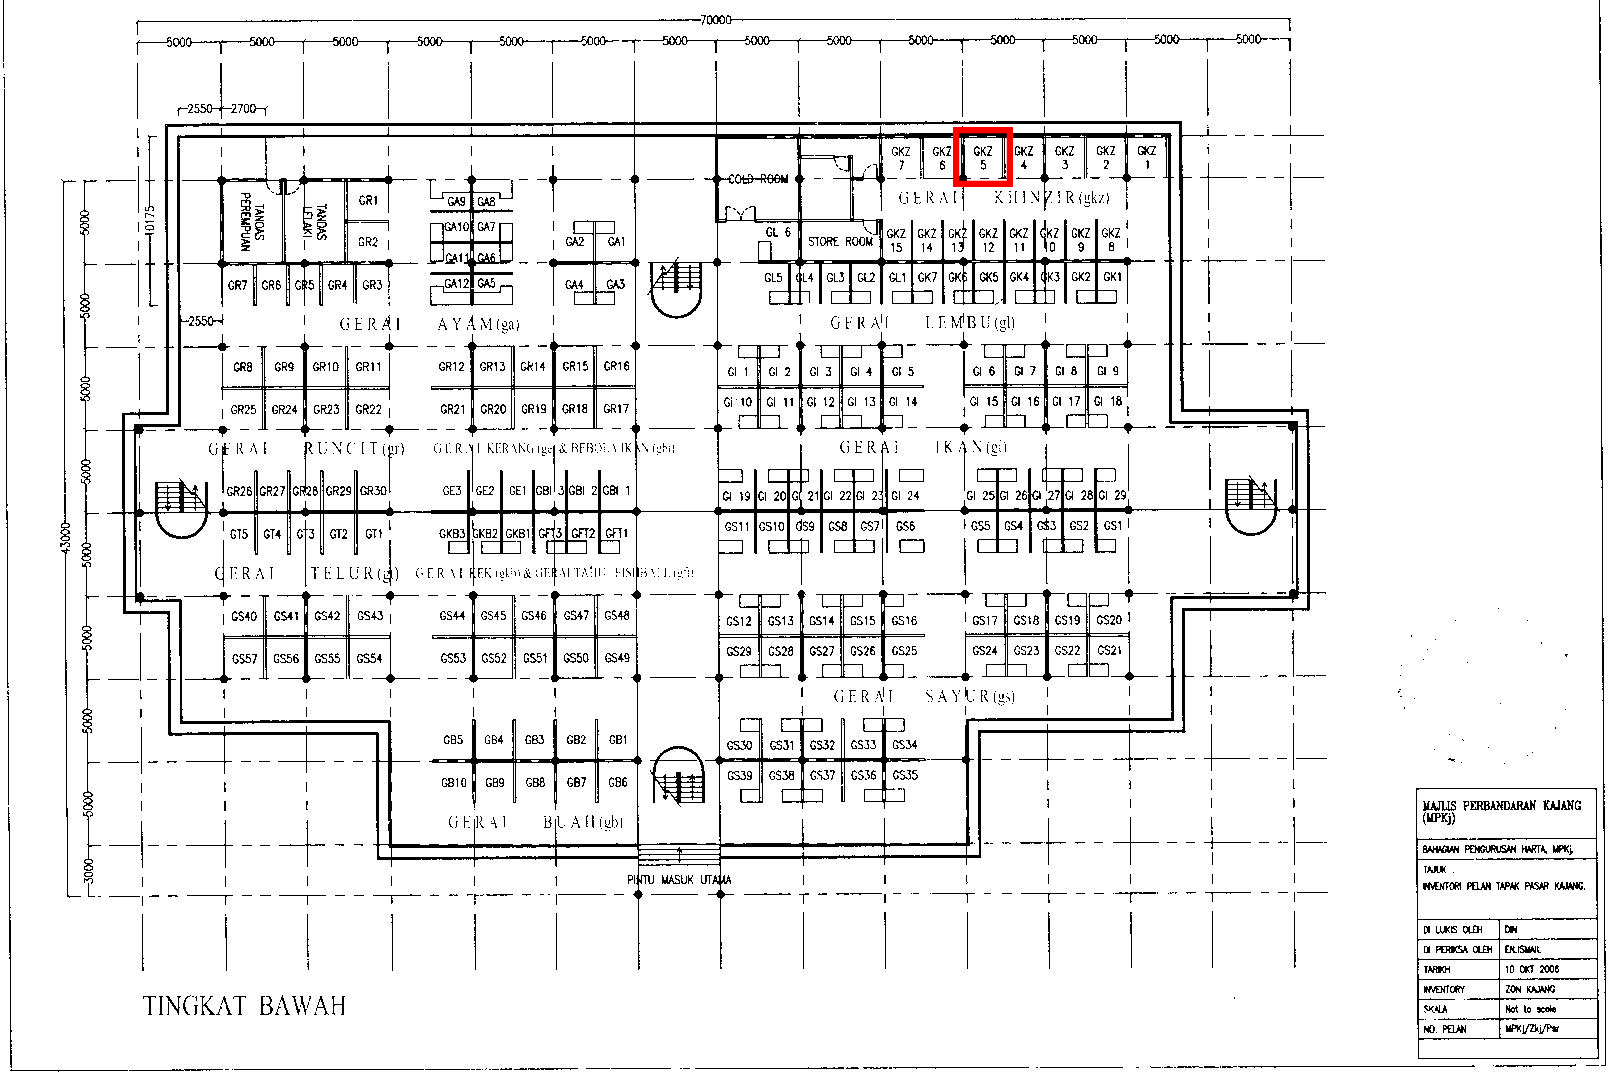 70000
5000 5000 5000 5000 5000 5000 5000 5000 5000 5000 5000 5000 5000 5000
2550 2700
10175
43000
5000
5000
5000
5000
5000
5000
5000
5000
3000
2550
TANDAS PEREMPUAN
TANDAS LELAKI
GR1
GR2
GR7 GR6 GR5 GR4 GR3
GA9 GA8
GA10 GA7
GA11 GA6
GA12 GA5
GA2 GA1
GA4 GA3
GERAI AYAM(ga)
COLD ROOM
STORE ROOM
GKZ 7 GKZ 6 GKZ 5 GKZ 4 GKZ 3 GKZ 2 GKZ 1
GERAI KHINZIR(gkz)
GL 6
GKZ 15 GKZ 14 GKZ 13 GKZ 12 GKZ 11 GKZ 10 GKZ 9 GKZ 8
GL5 GL4 GL3 GL2 GL1 GK7 GK6 GK5 GK4 GK3 GK2 GK1
GERAI LEMBU(gl)
GR8 GR9 GR10 GR11 GR12 GR13 GR14 GR15 GR16
GR25 GR24 GR23 GR22 GR21 GR20 GR19 GR18 GR17
GI 1 GI 2 GI 3 GI 4 GI 5 GI 6 GI 7 GI 8 GI 9
GI 10 GI 11 GI 12 GI 13 GI 14 GI 15 GI 16 GI 17 GI 18
GERAI RUNCIT(gr)
GERAI KERANG(ge) & BEBOLA IKAN(gbi)
GERAI IKAN(gi)
GR26 GR27 GR28 GR29 GR30 GE3 GE2 GE1 GBI 3 GBI 2 GBI 1
GT5 GT4 GT3 GT2 GT1 GKB3 GKB2 GKB1 GFT3 GFT2 GFT1
GI 19 GI 20 GI 21 GI 22 GI 23 GI 24 GI 25 GI 26 GI 27 GI 28 GI 29
GS11 GS10 GS9 GS8 GS7 GS6 GS5 GS4 GS3 GS2 GS1
GERAI TELUR(gt)
GERAI KEK(gkb) & GERAI TAUHU FISHBALL(gft)
GS40 GS41 GS42 GS43 GS44 GS45 GS46 GS47 GS48
GS57 GS56 GS55 GS54 GS53 GS52 GS51 GS50 GS49
GS12 GS13 GS14 GS15 GS16 GS17 GS18 GS19 GS20
GS29 GS28 GS27 GS26 GS25 GS24 GS23 GS22 GS21
GERAI SAYUR(gs)
GB5 GB4 GB3 GB2 GB1
GB10 GB9 GB8 GB7 GB6
GERAI BUAH(gb)
GS30 GS31 GS32 GS33 GS34
GS39 GS38 GS37 GS36 GS35
PINTU MASUK UTAMA
TINGKAT BAWAH
MAJLIS PERBANDARAN KAJANG
(MPKj)
BAHAGIAN PENGURUSAN HARTA, MPKj.
TAJUK :
INVENTORI PELAN TAPAK PASAR KAJANG.
DI LUKIS OLEH DIN
DI PERIKSA OLEH EN.ISMAIL
TARIKH 10 OKT 2006
INVENTORY ZON KAJANG
SKALA Not to scale
NO. PELAN MPKj/Zkj/Psr